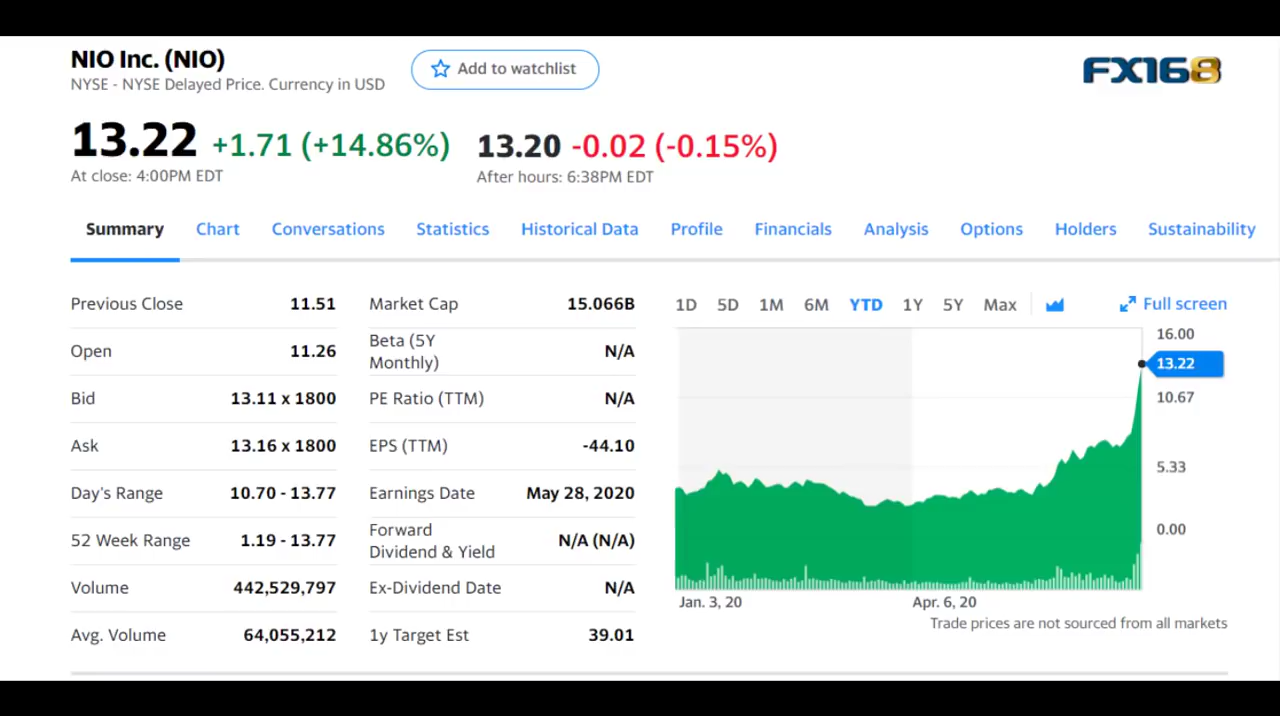 NIO Inc. (NIO)
Add to watchlist
FX168
NYSE - NYSE Delayed Price. Currency in USD
13.22 +1.71 (+14.86%)
At close: 4:00PM EDT
13.20 -0.02 (-0.15%)
After hours: 6:38PM EDT
Summary Chart Conversations Statistics Historical Data Profile Financials Analysis Options Holders Sustainability
Previous Close 11.51
Open 11.26
Bid 13.11 x 1800
Ask 13.16 x 1800
Day's Range 10.70 - 13.77
52 Week Range 1.19 - 13.77
Volume 442,529,797
Avg. Volume 64,055,212
Market Cap 15.066B
Beta (5Y
Monthly) N/A
PE Ratio (TTM) N/A
EPS (TTM) -44.10
Earnings Date May 28, 2020
Forward
Dividend & Yield N/A (N/A)
Ex-Dividend Date N/A
1y Target Est 39.01
1D 5D 1M 6M YTD 1Y 5Y Max Full screen
16.00
13.22
10.67
5.33
0.00
Jan. 3, 20 Apr. 6, 20
Trade prices are not sourced from all markets